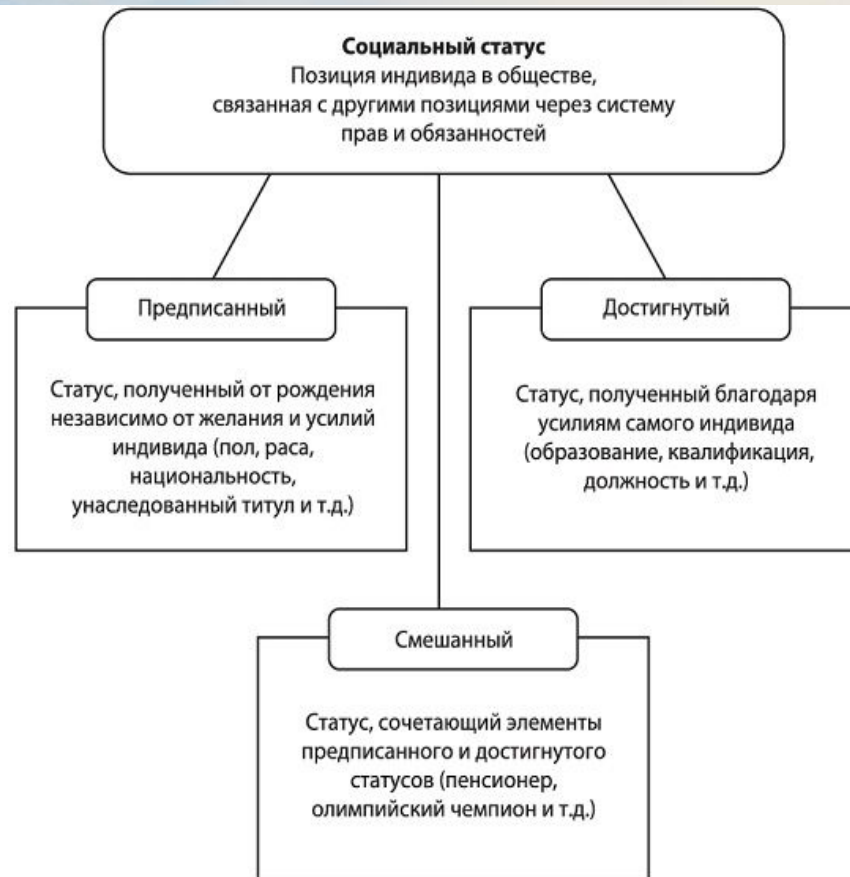 Социальный статус
Позиция индивида в обществе,
связанная с другими позициями через систему
прав и обязанностей
Предписанный
Статус, полученный от рождения
независимо от желания и усилий
индивида (пол, раса,
национальность,
унаследованный титул и т.д.)
Достигнутый
Статус, полученный благодаря
усилиям самого индивида
(образование, квалификация,
должность и т.д.)
Смешанный
Статус, сочетающий элементы
предписанного и достигнутого
статусов (пенсионер,
олимпийский чемпион и т.д.)